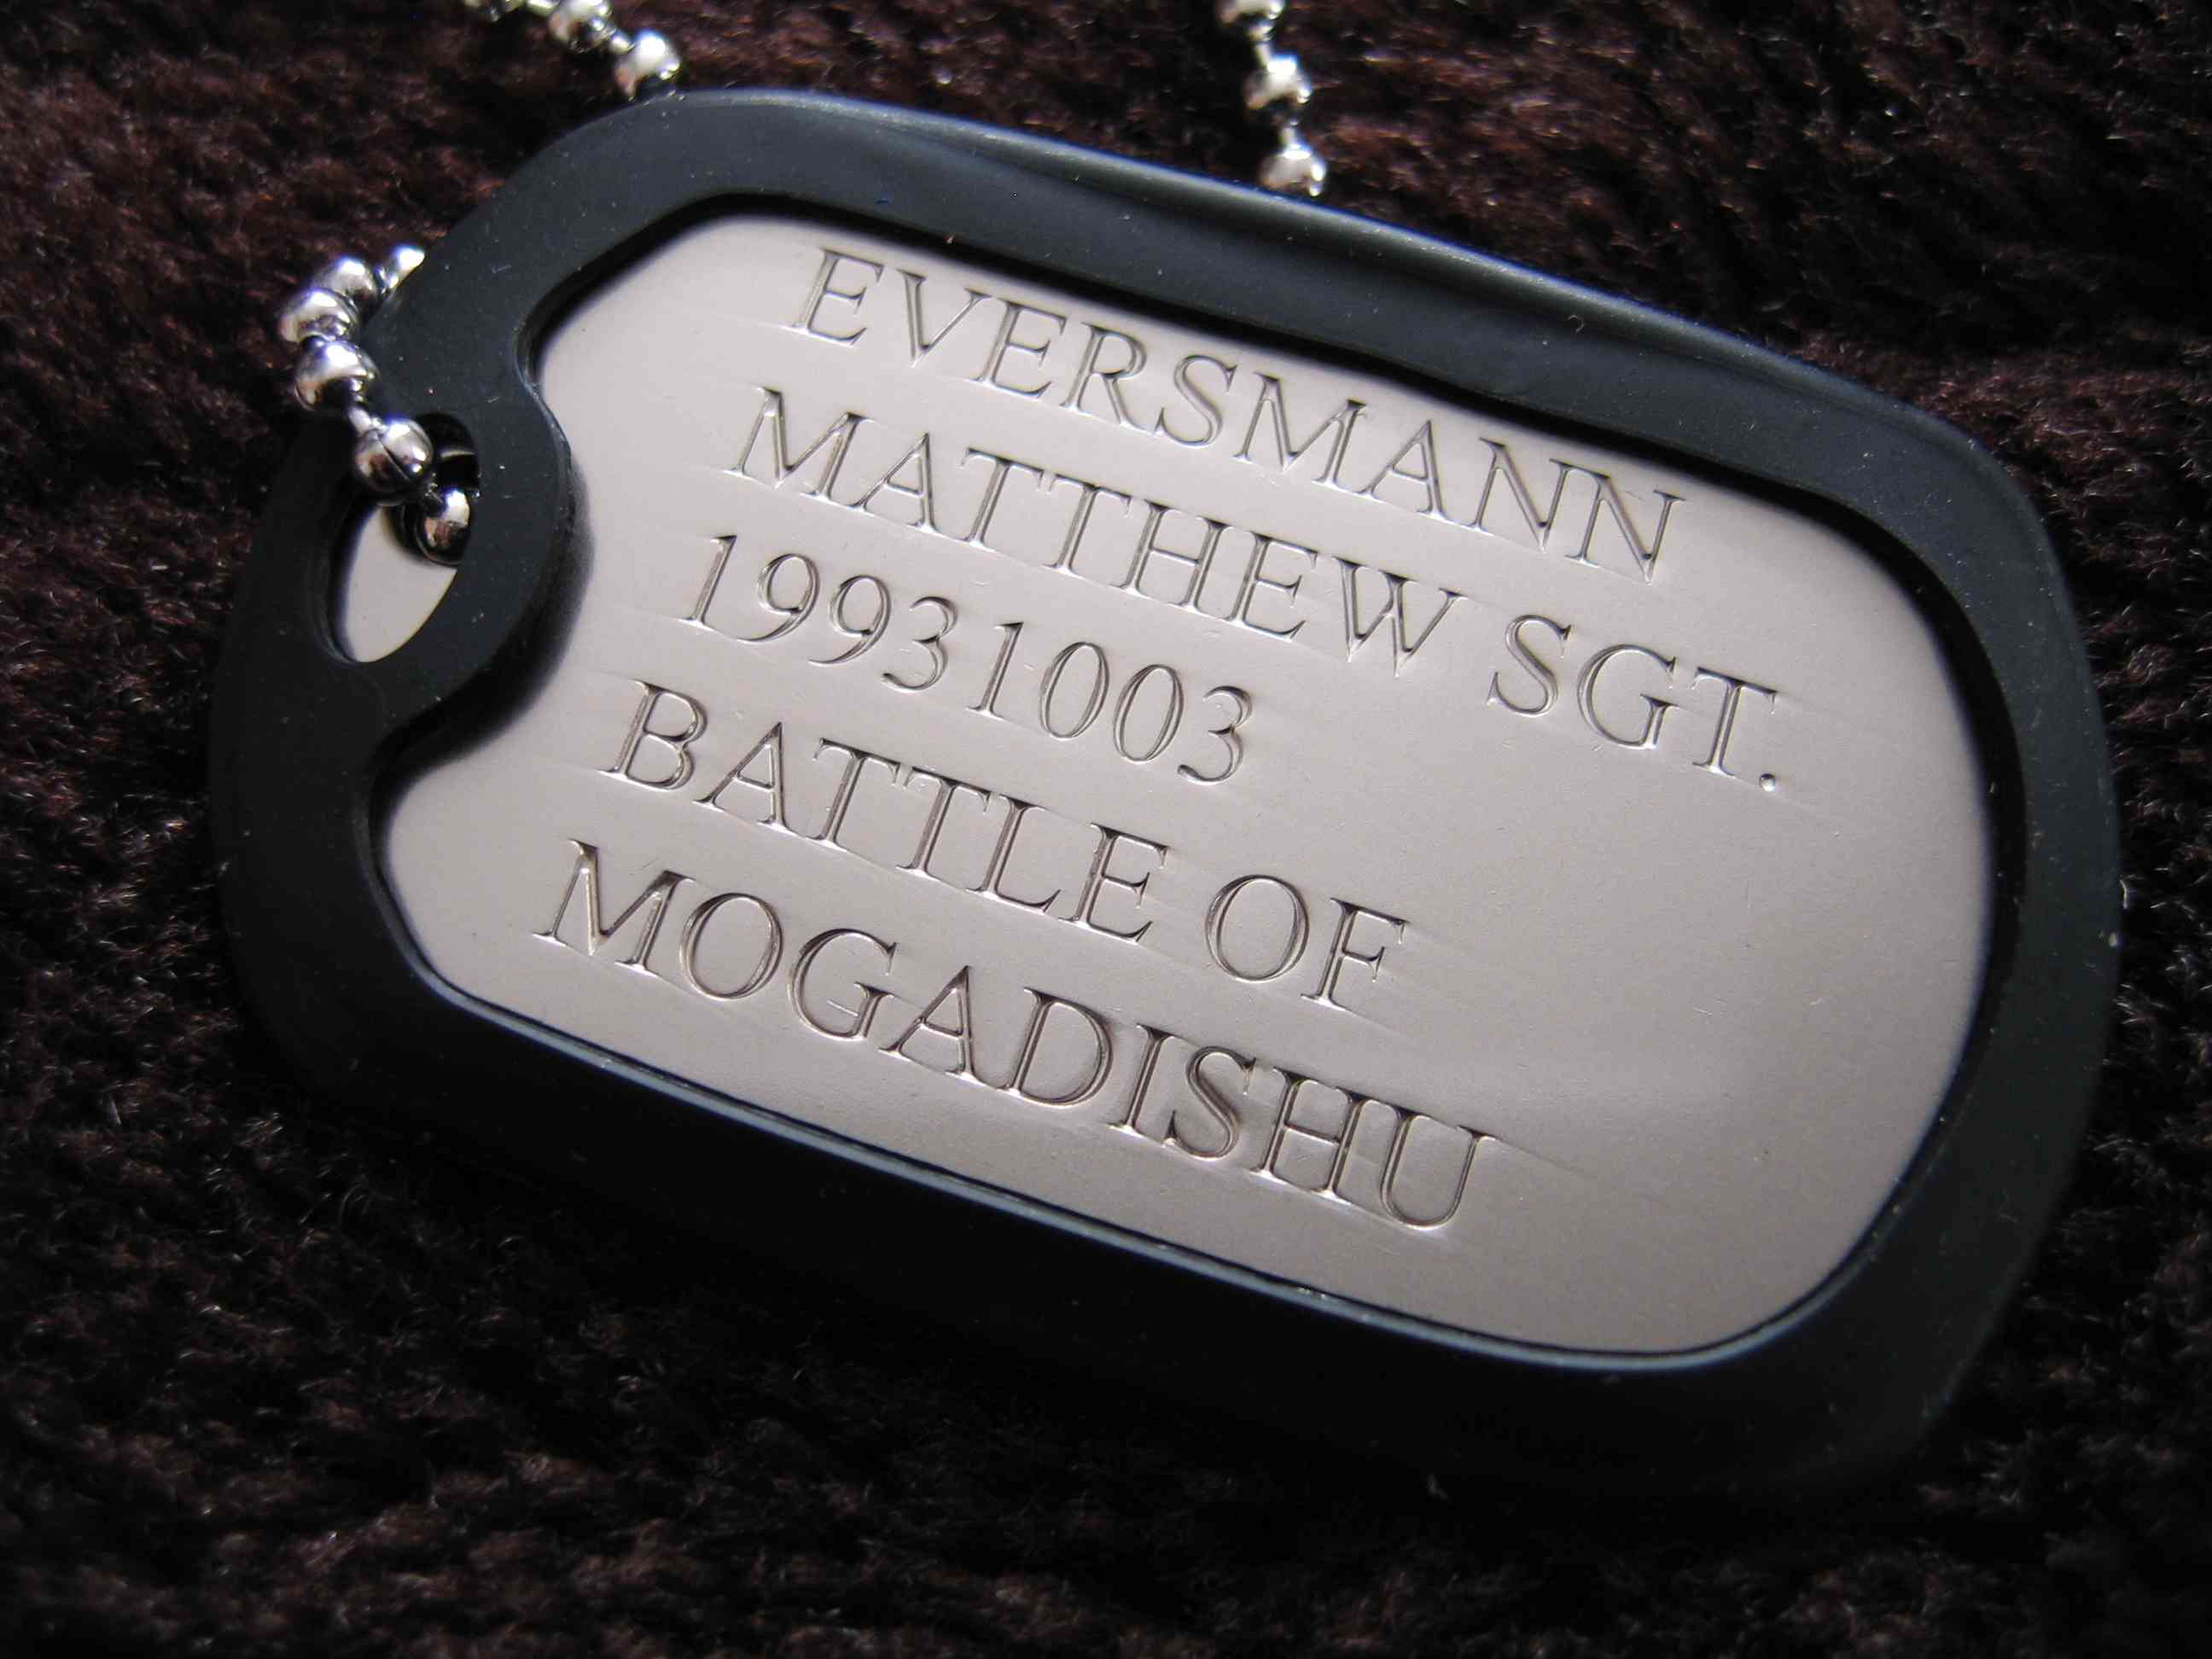 EVERSMANN
MATTHEW SGT.
19931003
BATTLE OF
MOGADISHU